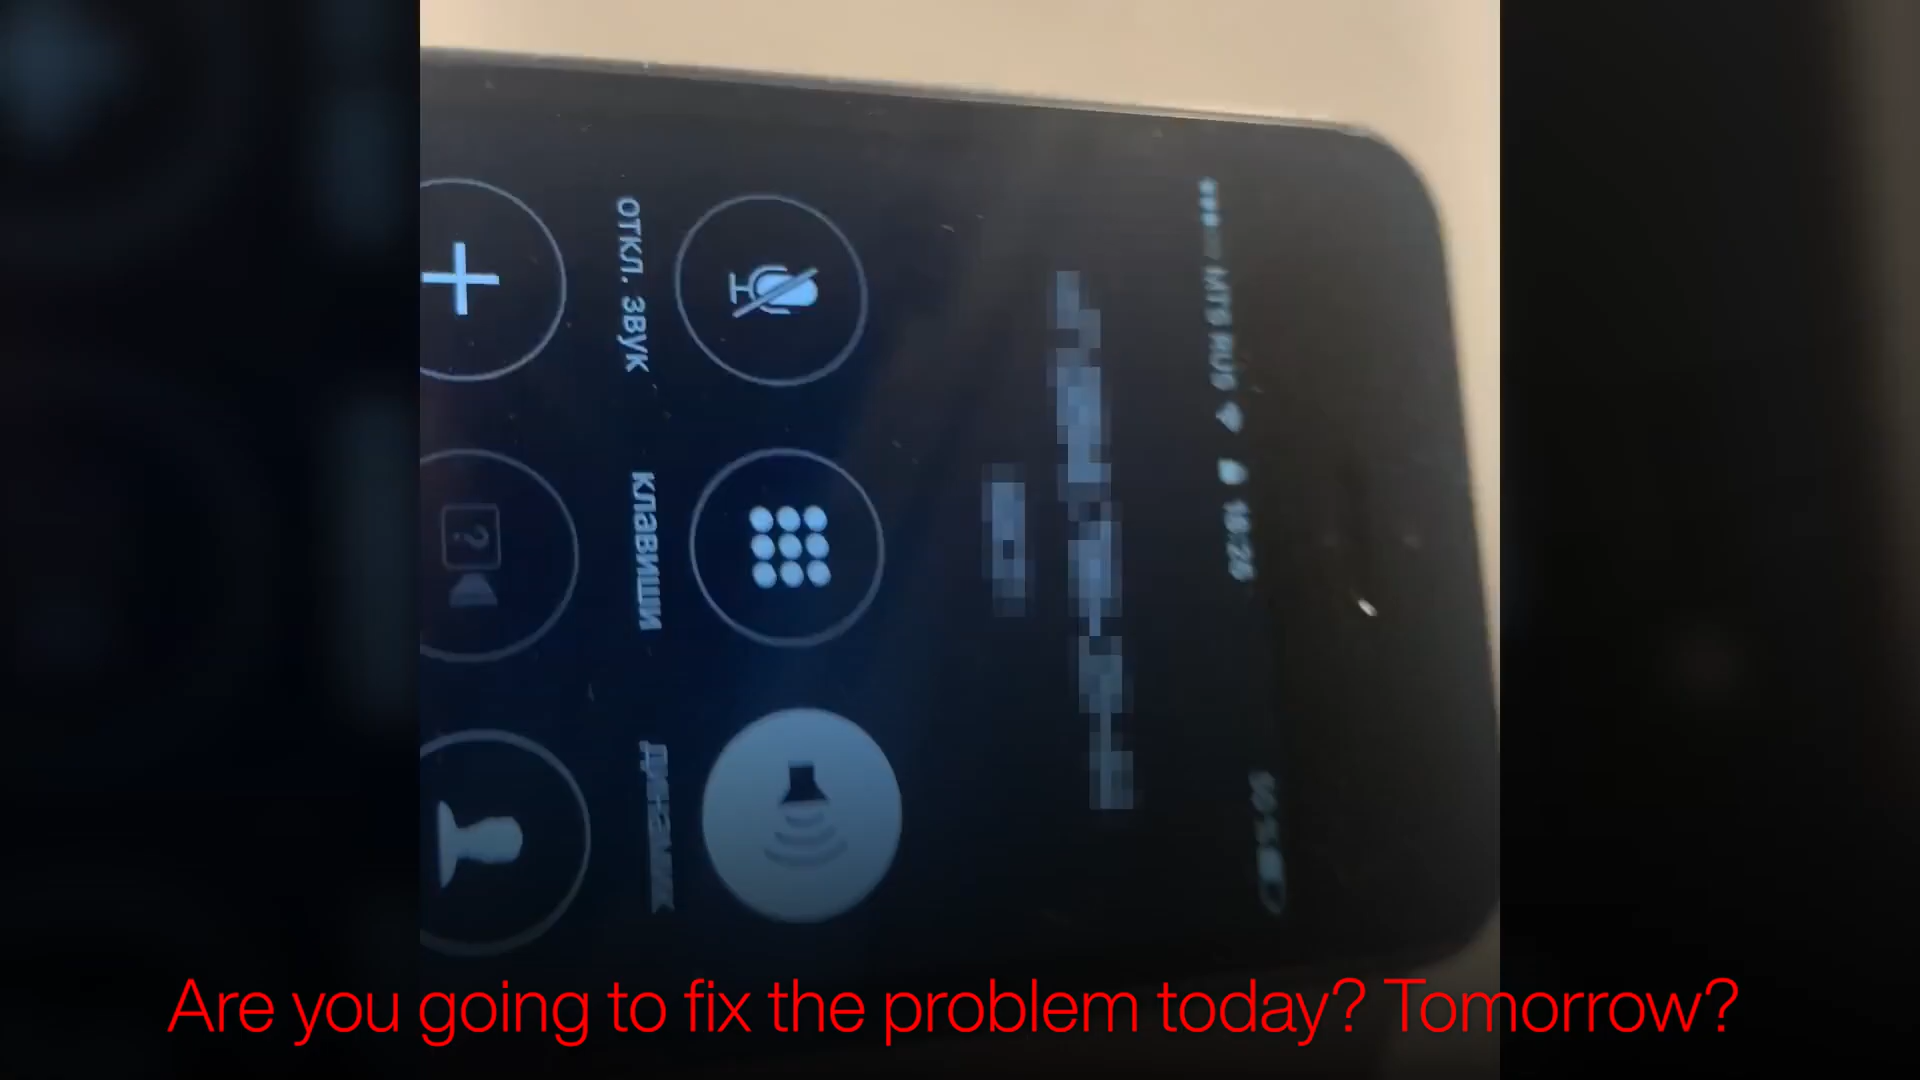 MTS RUS 18:26
откл. звук
клавиши
динамик
Are you going to fix the problem today? Tomorrow?